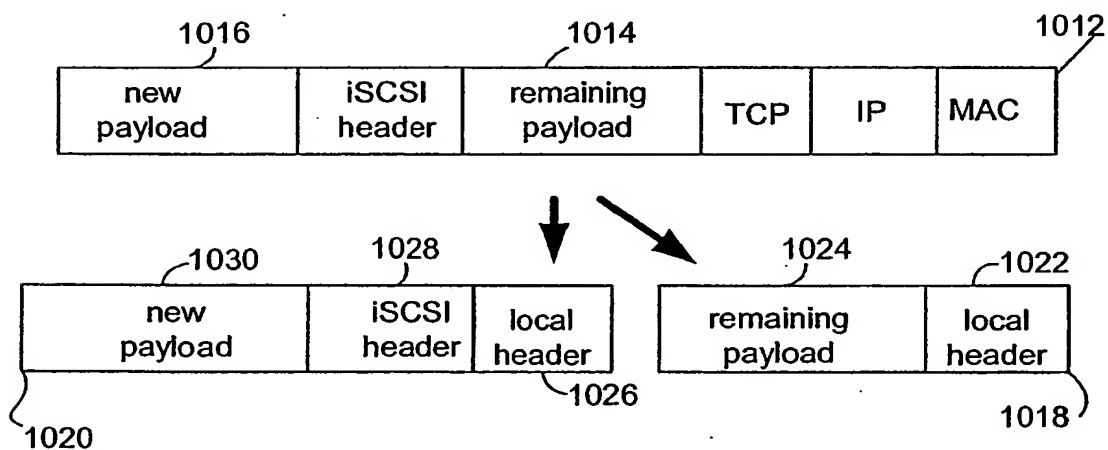 1016
1014
1012
new
payload
iSCSI
header
remaining
payload
TCP
IP
MAC
1030
1028
1024
1022
new
payload
iSCSI
header
local
header
remaining
payload
local
header
1026
1018
1020